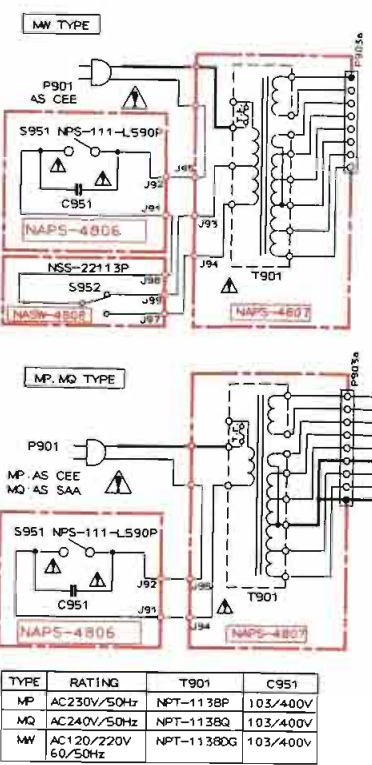 MW TYPE
P901
AS CEE
P903a
S951 NPS-111-L590P
C951
J92
J95
J91
J93
NAPS-4806
J94
NSS-22113P
J98
S952
J99
J97
NASW-4808
T.F
T901
NAPS-4807
MP. MQ TYPE
P903a
P901
MP AS CEE
MQ AS SAA
T.F
S951 NPS-111-L590P
C951
J92
J95
J91
J94
NAPS-4806
T901
NAPS-4807
TYPE RATING T901 C951
MP AC230V/50Hz NPT-1138P 103/400V
MQ AC240V/50Hz NPT-1138Q 103/400V
MW AC120/220V 60/50Hz NPT-1138DG 103/400V